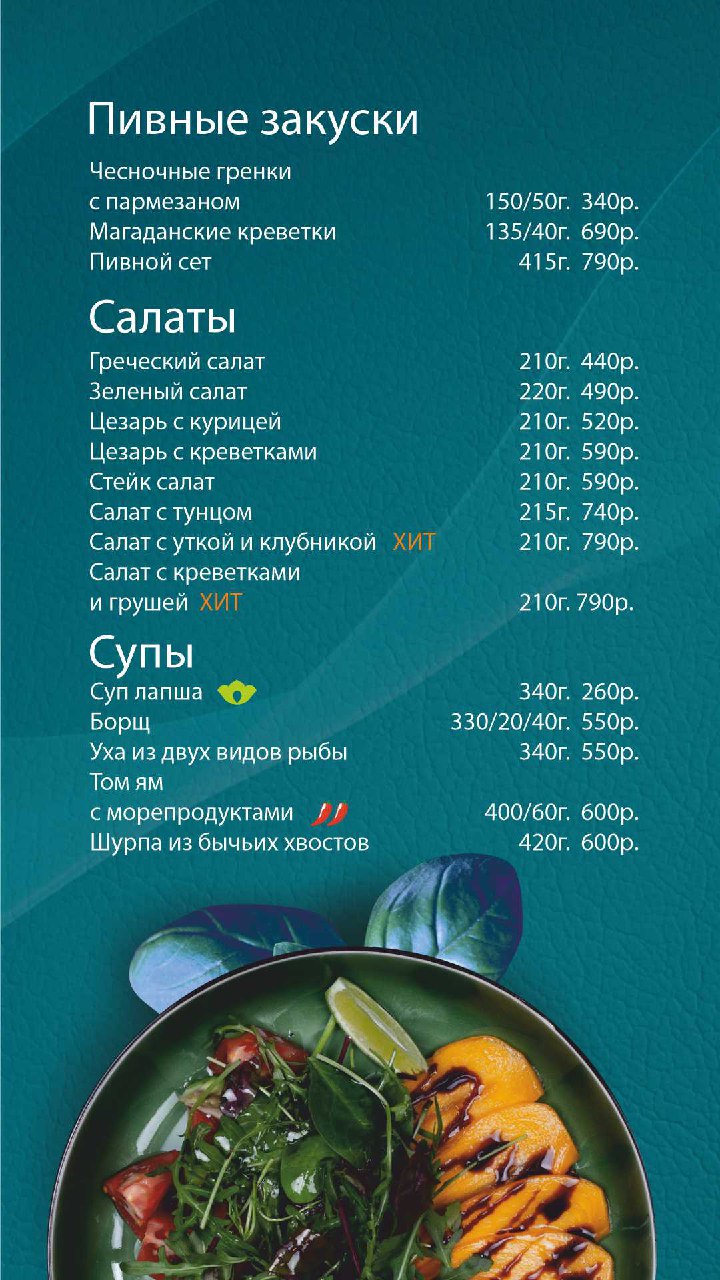 Пивные закуски
Чесночные гренки
с пармезаном 150/50г. 340р.
Магаданские креветки 135/40г. 690р.
Пивной сет 415г. 790р.
Салаты
Греческий салат 210г. 440р.
Зеленый салат 220г. 490р.
Цезарь с курицей 210г. 520р.
Цезарь с креветками 210г. 590р.
Стейк салат 210г. 590р.
Салат с тунцом 215г. 740р.
Салат с уткой и клубникой ХИТ 210г. 790р.
Салат с креветками
и грушей ХИТ 210г. 790р.
Супы
Суп лапша 340г. 260р.
Борщ 330/20/40г. 550р.
Уха из двух видов рыбы 340г. 550р.
Том ям
с морепродуктами 400/60г. 600р.
Шурпа из бычьих хвостов 420г. 600р.